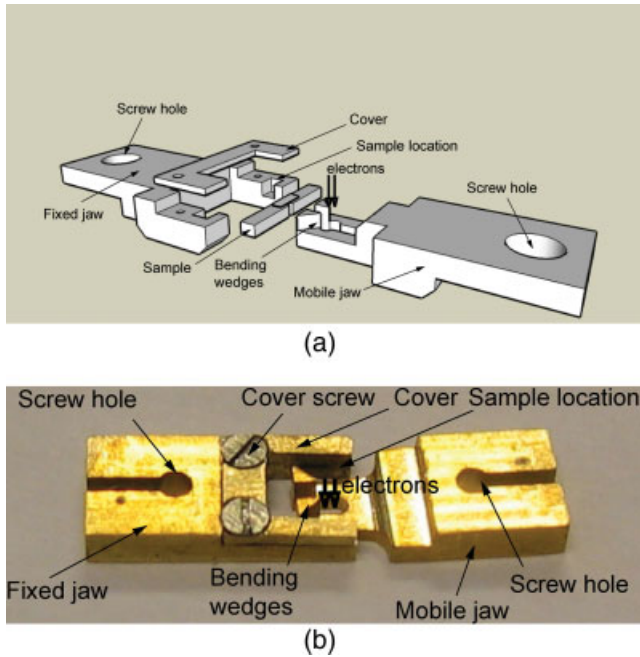 Screw hole
Cover
Sample location
electrons
Screw hole
Fixed jaw
Sample
Bending
wedges
Mobile jaw
(a)
Screw hole
Cover screw
Cover
Sample location
electrons
Fixed jaw
Bending
wedges
Screw hole
Mobile jaw
(b)